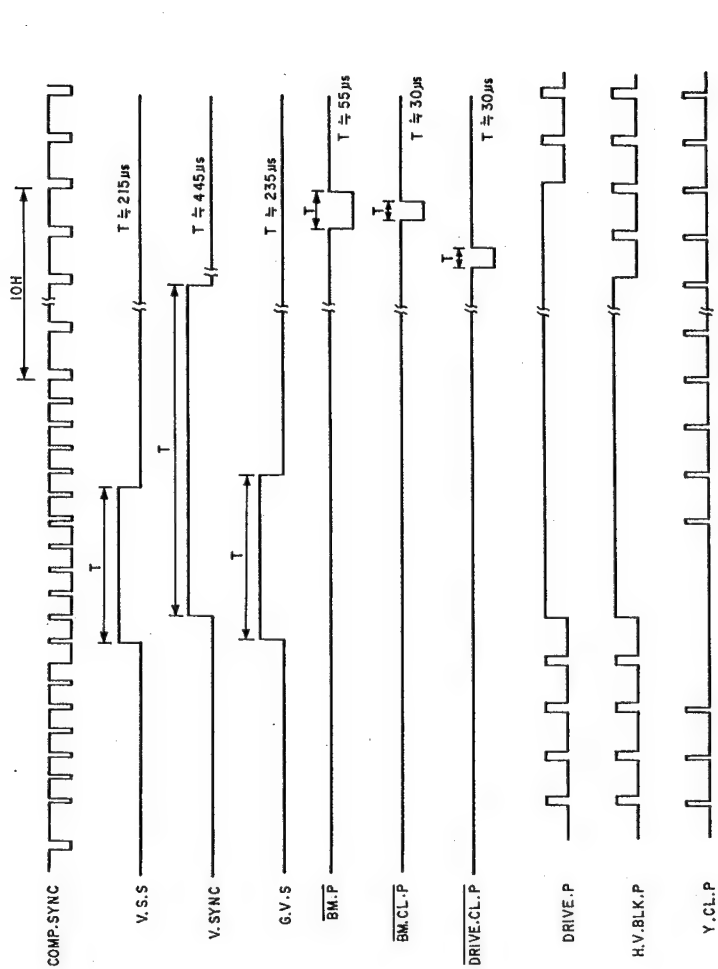 10H
COMP.SYNC
T
V.S.S
T ≒ 215µs
T
V.SYNC
T ≒ 445µs
T
G.V.S
T ≒ 235µs
T
BM.P
T ≒ 55µs
T
BM.CL.P
T ≒ 30µs
T
DRIVE.CL.P
T ≒ 30µs
DRIVE.P
H.V.BLK.P
Y.CL.P